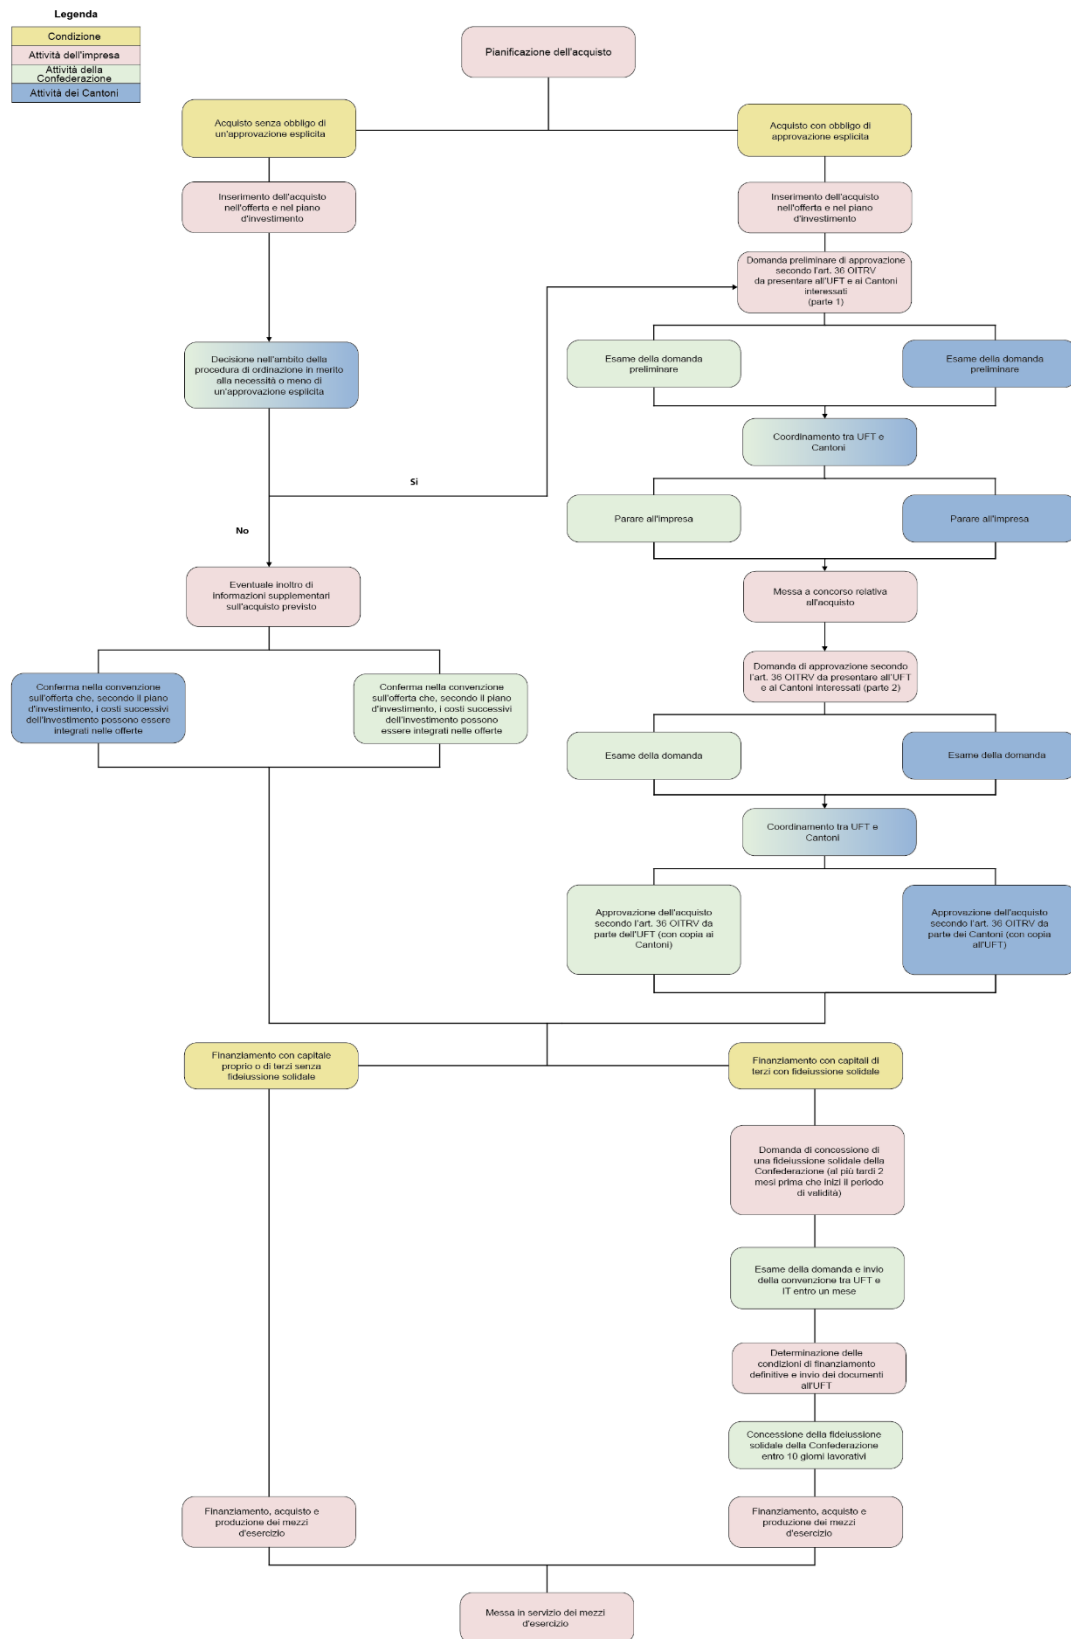 Legenda
Condizione
Attività dell'impresa
Attività della
Confederazione
Attività dei Cantoni
Pianificazione dell'acquisto
Acquisto senza obbligo di
un'approvazione esplicita
Acquisto con obbligo di
approvazione esplicita
Inserimento dell'acquisto
nell'offerta e nel piano
d'investimento
Inserimento dell'acquisto
nell'offerta e nel piano
d'investimento
Domanda preliminare di approvazione
secondo l'art. 36 OITRV
da presentare all'UFT e ai Cantoni
interessati
(parte 1)
Decisione nell'ambito della
procedura di ordinazione in merito
alla necessità o meno di
un'approvazione esplicita
Esame della domanda
preliminare
Esame della domanda
preliminare
Coordinamento tra UFT e
Cantoni
Si
No
Parare all'impresa
Parare all'impresa
Eventuale inoltro di
informazioni supplementari
sull'acquisto previsto
Messa a concorso relativa
all'acquisto
Domanda di approvazione secondo
l'art. 36 OITRV da presentare all'UFT
e ai Cantoni interessati (parte 2)
Conferma nella convenzione
sull'offerta che, secondo il piano
d'investimento, i costi successivi
dell'investimento possono essere
integrati nelle offerte
Conferma nella convenzione
sull'offerta che, secondo il piano
d'investimento, i costi successivi
dell'investimento possono
essere integrati nelle offerte
Esame della domanda
Esame della domanda
Coordinamento tra UFT e
Cantoni
Approvazione dell'acquisto
secondo l'art. 36 OITRV da
parte dell'UFT (con copia ai
Cantoni)
Approvazione dell'acquisto
secondo l'art. 36 OITRV da
parte dei Cantoni (con copia
all'UFT)
Finanziamento con capitale
proprio o di terzi senza
fideiussione solidale
Finanziamento con capitali di
terzi con fideiussione solidale
Domanda di concessione di
una fideiussione solidale della
Confederazione (al più tardi 2
mesi prima che inizi il periodo
di validità)
Esame della domanda e invio
della convenzione tra UFT e
IT entro un mese
Determinazione delle
condizioni di finanziamento
definitive e invio dei documenti
all'UFT
Concessione della fideiussione
solidale della Confederazione
entro 10 giorni lavorativi
Finanziamento, acquisto e
produzione dei mezzi
d'esercizio
Finanziamento, acquisto e
produzione dei mezzi
d'esercizio
Messa in servizio dei mezzi
d'esercizio